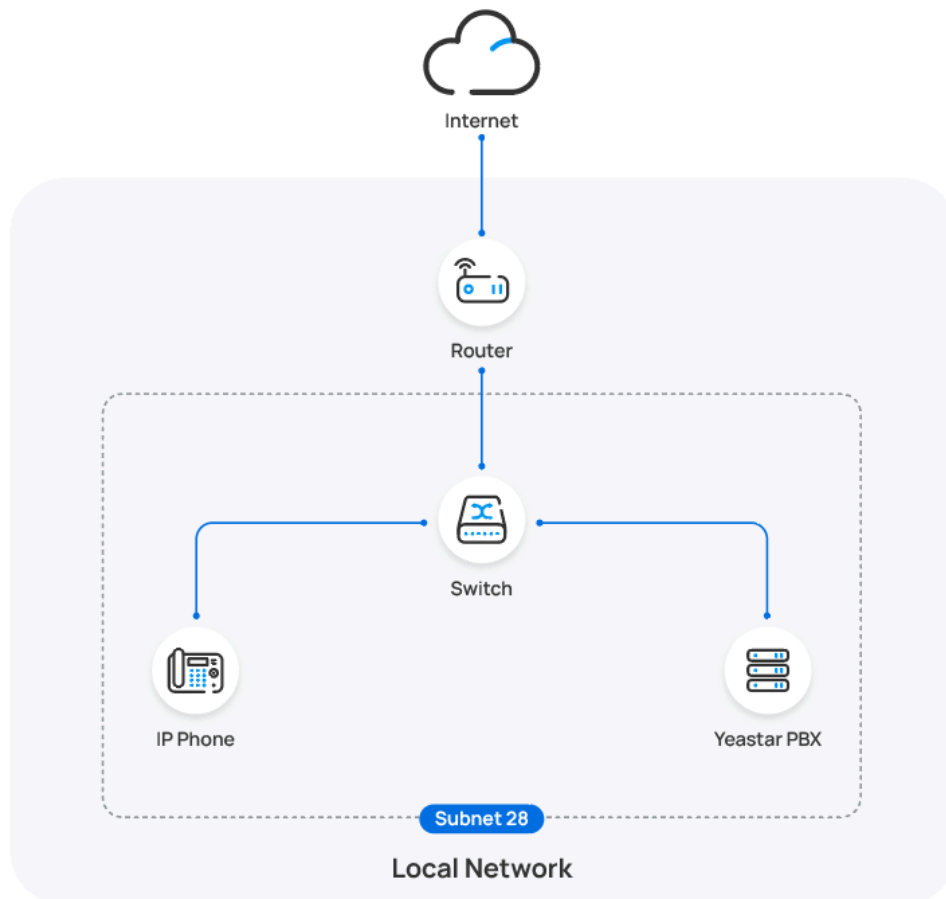 Internet
Router
Switch
IP Phone
Yeastar PBX
Subnet 28
Local Network